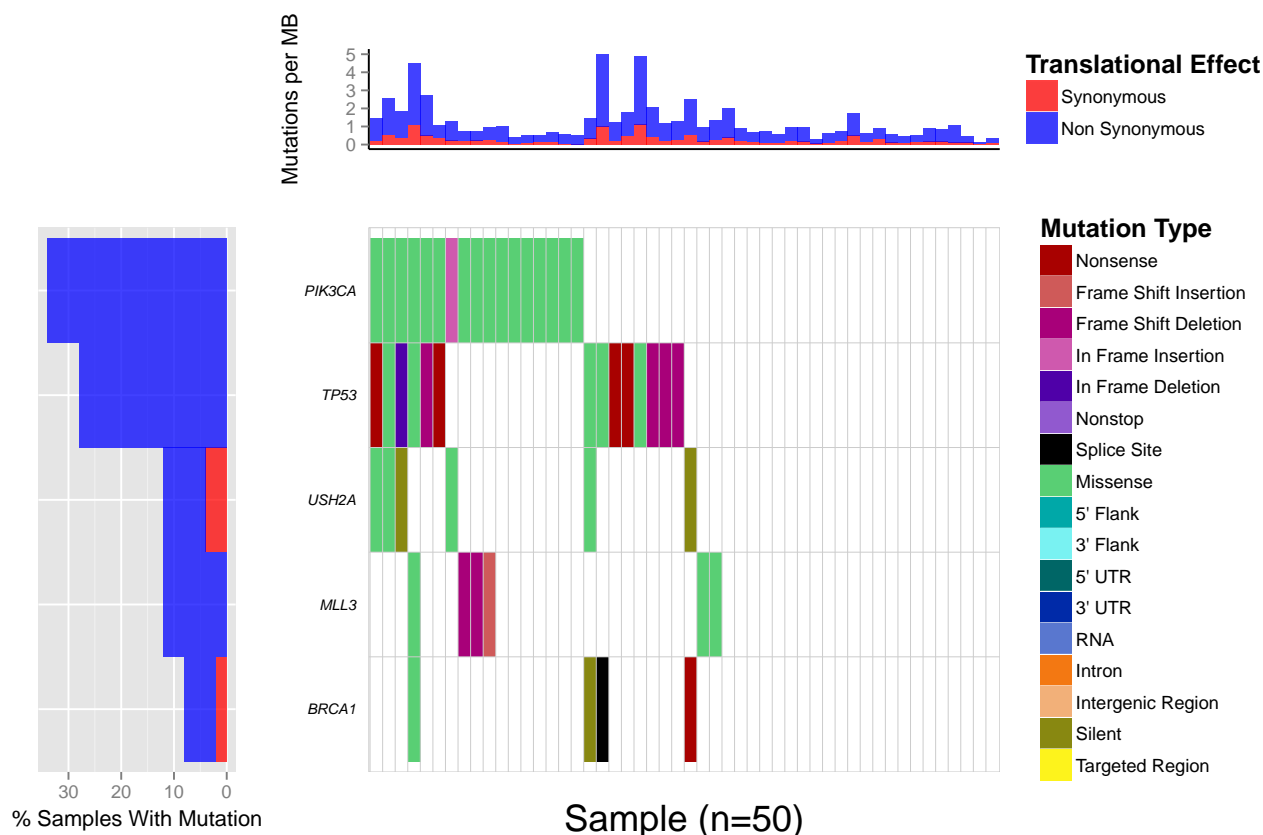 Mutations per MB
5
4
3
2
1
0
Translational Effect
Synonymous
Non Synonymous
PIK3CA
TP53
USH2A
MLL3
BRCA1
30 20 10 0
% Samples With Mutation
Sample (n=50)
Mutation Type
Nonsense
Frame Shift Insertion
Frame Shift Deletion
In Frame Insertion
In Frame Deletion
Nonstop
Splice Site
Missense
5' Flank
3' Flank
5' UTR
3' UTR
RNA
Intron
Intergenic Region
Silent
Targeted Region